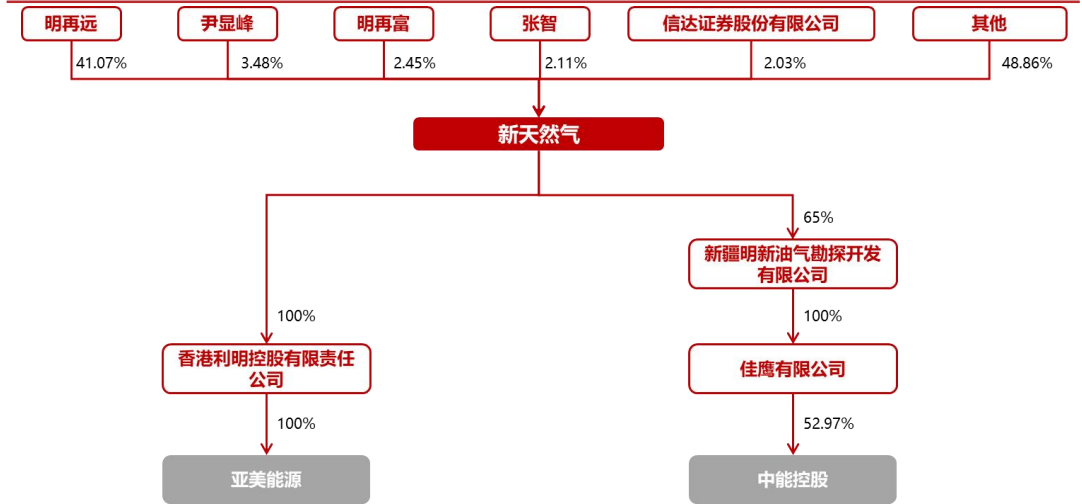 明再远
尹显峰
明再富
张智
信达证券股份有限公司
其他
41.07%
3.48%
2.45%
2.11%
2.03%
48.86%
新天然气
65%
新疆明新油气勘探开发
有限公司
100%
100%
香港利明控股有限责任
公司
佳鹰有限公司
100%
52.97%
亚美能源
中能控股